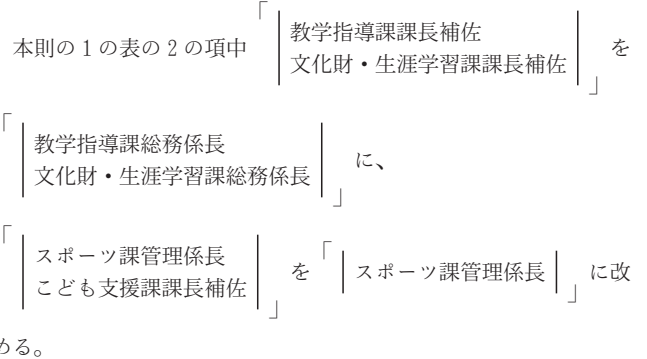 本則の1の表の2の項中「教学指導課課長補佐
文化財・生涯学習課課長補佐」を
「教学指導課総務係長
文化財・生涯学習課総務係長」に、
「スポーツ課管理係長
こども支援課課長補佐」を「スポーツ課管理係長」に改
める。